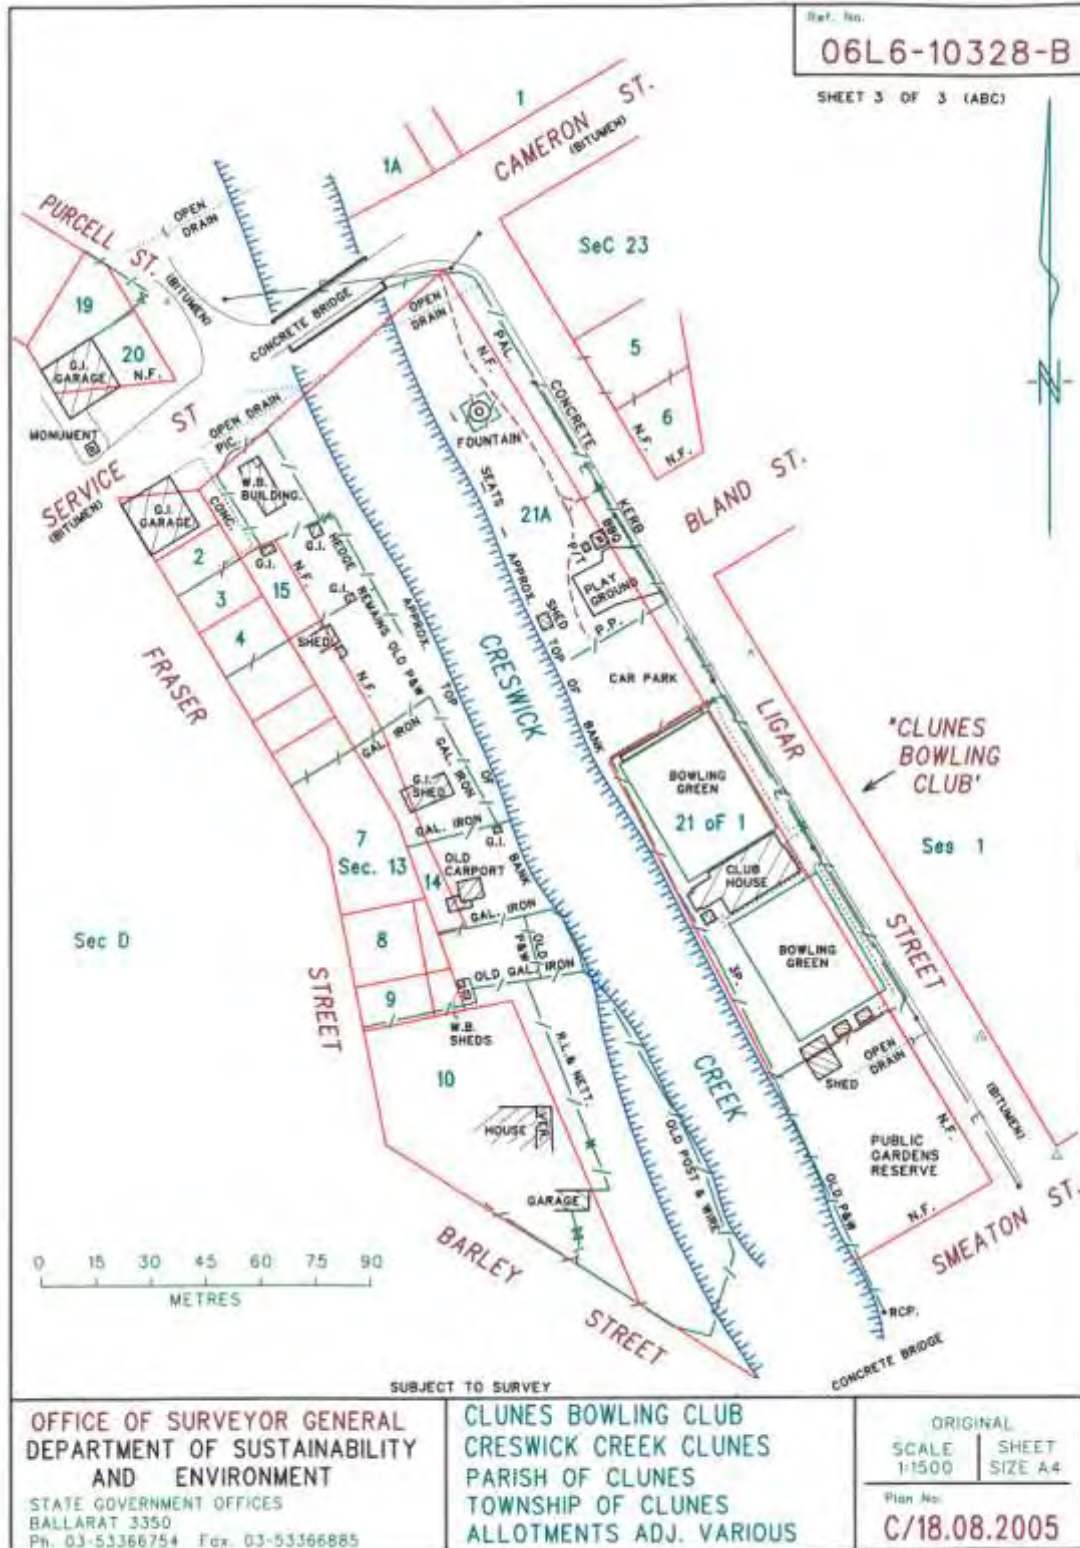 Ref. No.
06L6-10328-B
SHEET 3 OF 3 (ABC)
1
1A
CAMERON ST.
(BITUMEN)
PURCELL ST.
(BITUMEN)
OPEN
DRAIN
SeC 23
19
20
N.F.
G.I.
GARAGE
MONUMENT
CONCRETE BRIDGE
OPEN
DRAIN
PAL.
N.F.
5
6
N.F.
N.F.
CONCRETE
KERB
FOUNTAIN
SERVICE ST
(BITUMEN)
OPEN DRAIN
PIC.
W.B.
BUILDING.
G.I.
GARAGE
CONC.
G.I.
G.I.
HEDGE
SEATS
21A
BBQ
P/T
PLAY
GROUND
BLAND ST.
2
3
4
15
N.F.
G.I.
SHED
N.F.
REMAINS OLD P&W
APPROX. TOP OF BANK
APPROX. TOP OF BANK
SHED
P.P.
CAR PARK
CRESWICK
FRASER
GAL. IRON
GAL. IRON
G.I.
SHED
GAL. IRON
G.I.
LIGAR
"CLUNES
BOWLING
CLUB'
BOWLING
GREEN
21 oF 1
CLUB
HOUSE
Ses 1
7
Sec. 13
14
OLD
CARPORT
GAL. IRON
OLD
P&W
Sec D
8
9
OLD GAL. IRON
W.B.
SHEDS
STREET
BOWLING
GREEN
STREET
3P.
10
R.L.& NETT.
CREEK
SHED
OPEN
DRAIN
HOUSE
VER.
GARAGE
OLD POST & WIRE
OLD P&W
PUBLIC
GARDENS
RESERVE
N.F.
N.F.
(BITUMEN)
SMEATON ST.
BARLEY
STREET
RCP.
CONCRETE BRIDGE
0 15 30 45 60 75 90
METRES
SUBJECT TO SURVEY
OFFICE OF SURVEYOR GENERAL
DEPARTMENT OF SUSTAINABILITY
AND ENVIRONMENT
STATE GOVERNMENT OFFICES
BALLARAT 3350
Ph. 03-53366754 Fax. 03-53366885
CLUNES BOWLING CLUB
CRESWICK CREEK CLUNES
PARISH OF CLUNES
TOWNSHIP OF CLUNES
ALLOTMENTS ADJ. VARIOUS
ORIGINAL
SCALE
1:1500
SHEET
SIZE A4
Plan No:
C/18.08.2005